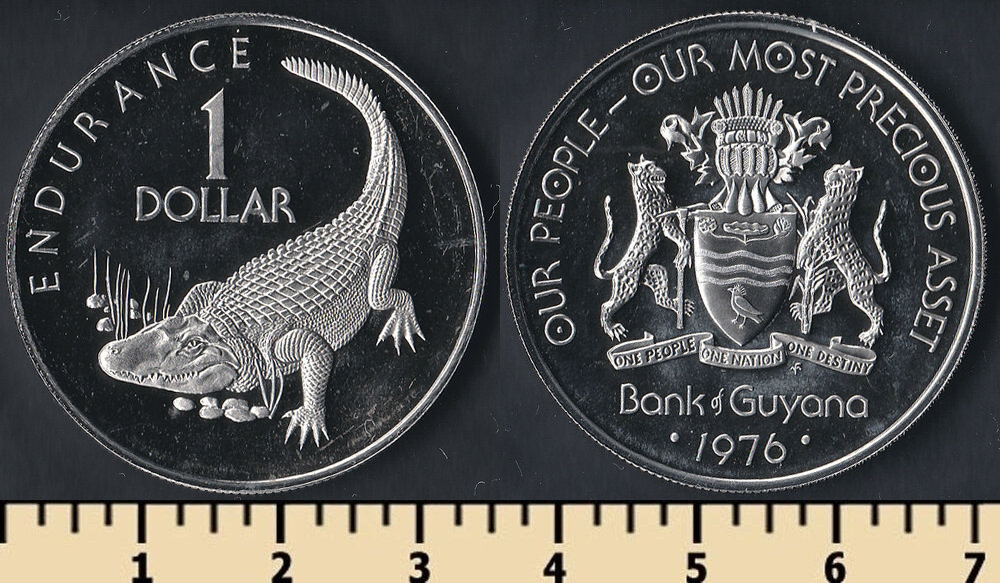 ENDURANCE
1
DOLLAR
OUR PEOPLE – OUR MOST PRECIOUS ASSET
ONE PEOPLE ONE NATION ONE DESTINY
Bank of Guyana
· 1976 ·
1 2 3 4 5 6 7